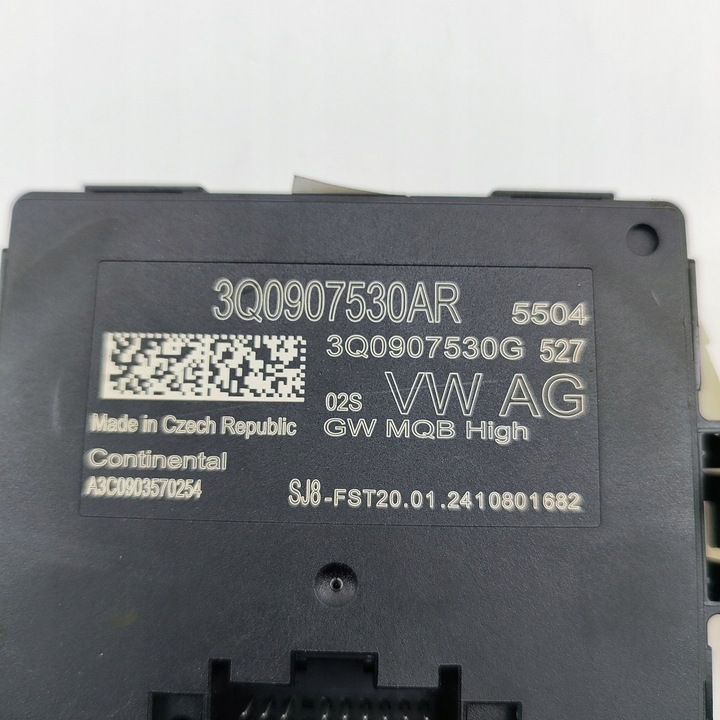 3Q0907530AR 5504
3Q0907530G 527
02S VW AG
Made in Czech Republic GW MQB High
Continental
A3C0903570254 SJ8-FST20.01.2410801682